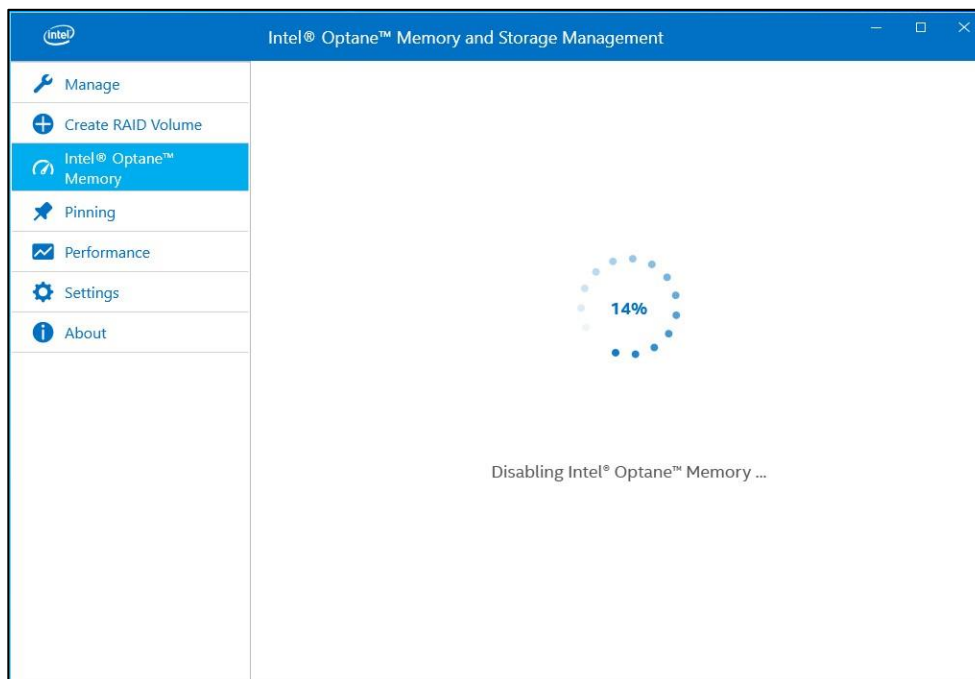 intel
Intel® Optane™ Memory and Storage Management
Manage
Create RAID Volume
Intel® Optane™
Memory
Pinning
Performance
Settings
About
14%
Disabling Intel® Optane™ Memory ...